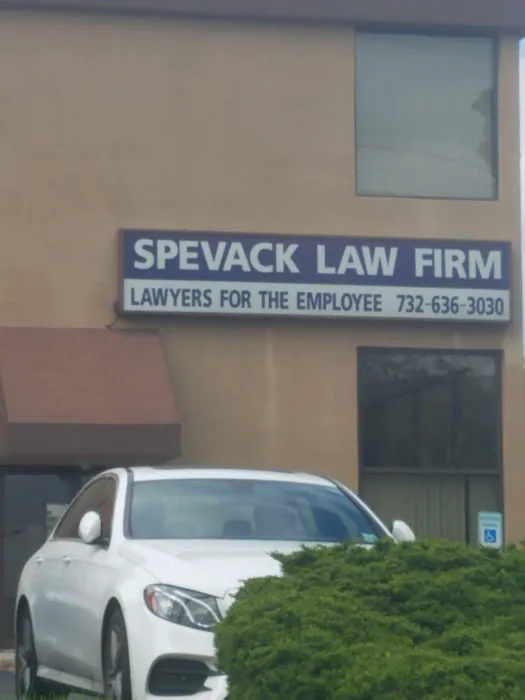 SPEVACK LAW FIRM
LAWYERS FOR THE EMPLOYEE 732-636-3030